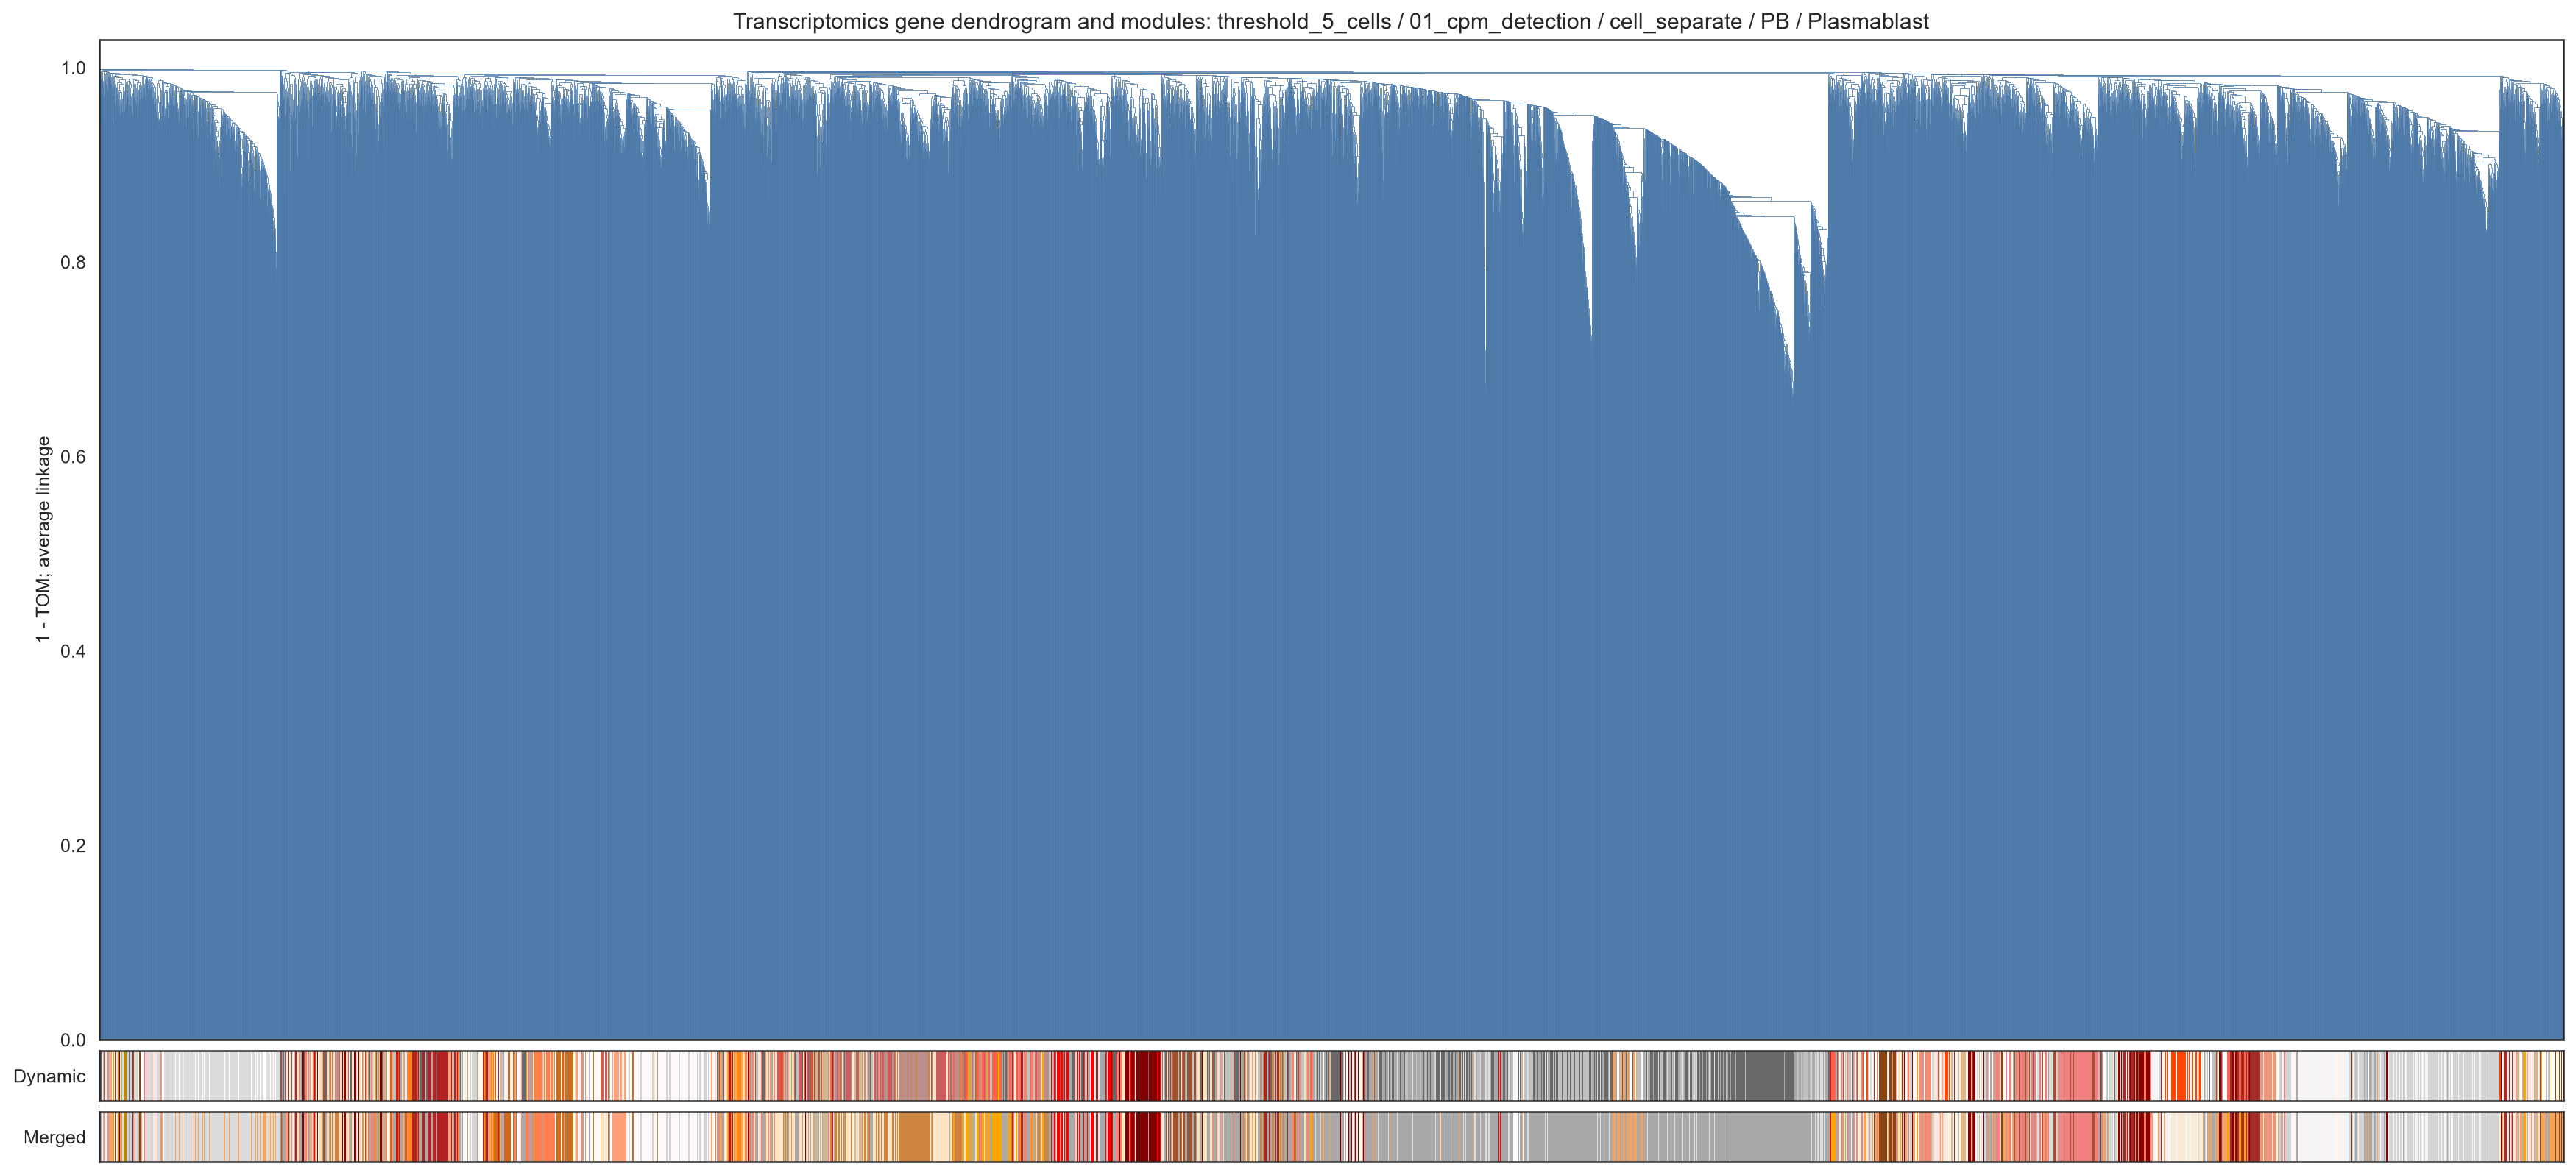 Transcriptomics gene dendrogram and modules: threshold_5_cells / 01_cpm_detection / cell_separate / PB / Plasmablast
1.0
0.8
0.6
0.4
0.2
0.0
1 - TOM; average linkage
Dynamic
Merged